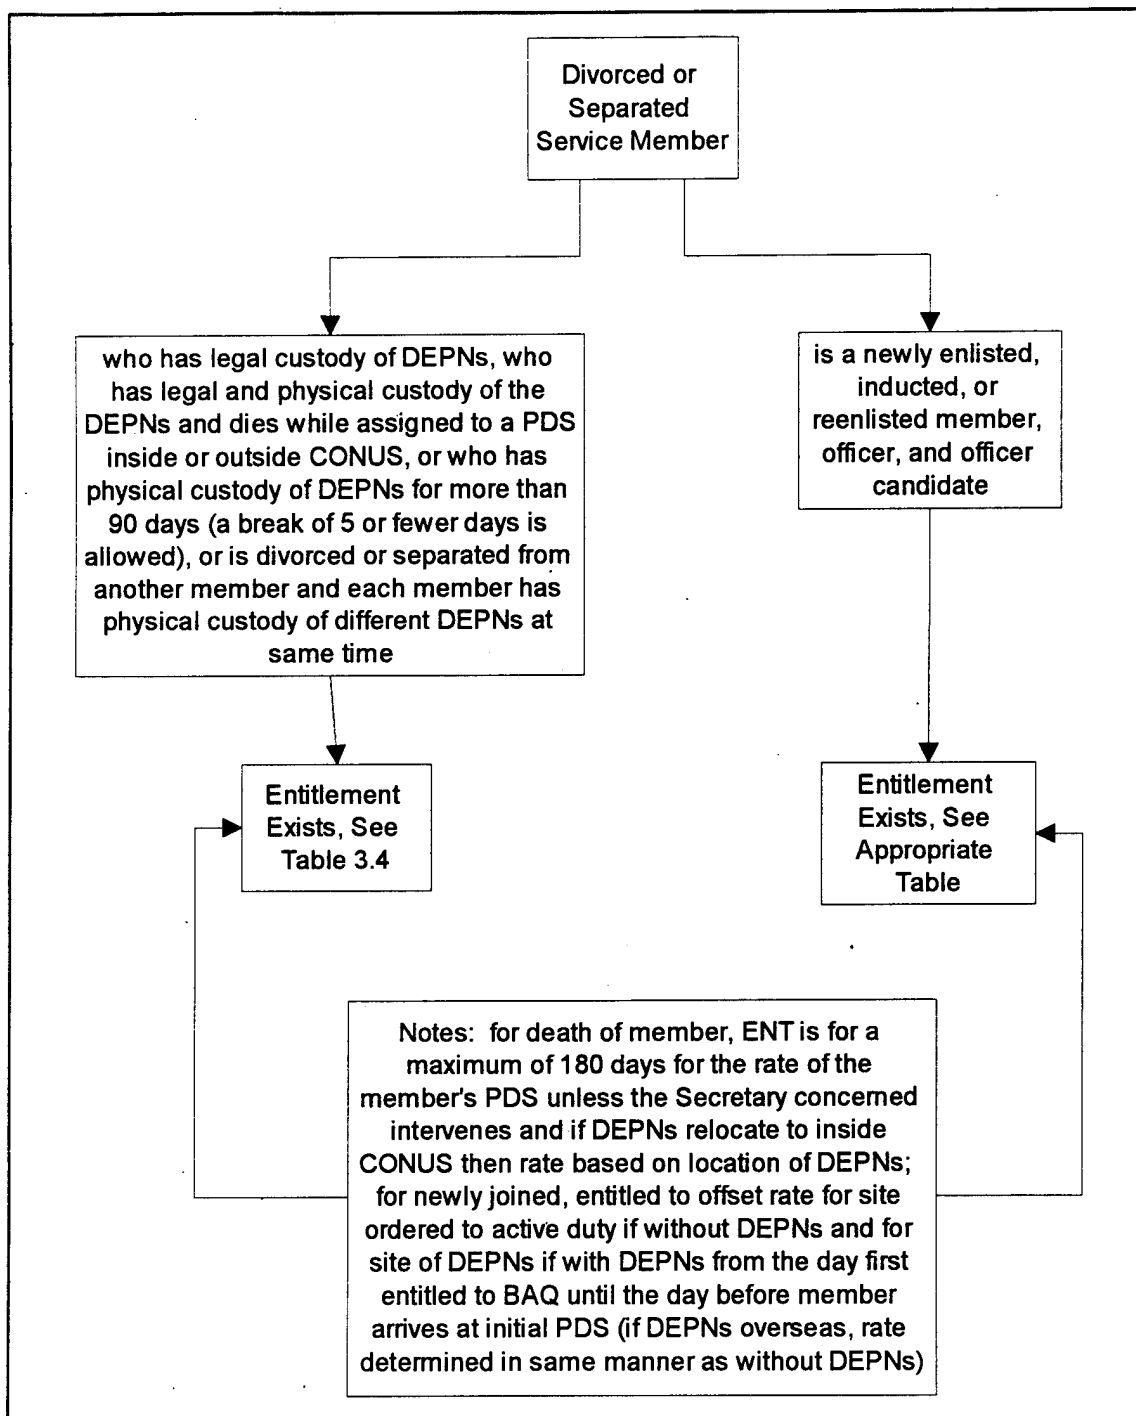 Divorced or
Separated
Service Member
who has legal custody of DEPNs, who
has legal and physical custody of the
DEPNs and dies while assigned to a PDS
inside or outside CONUS, or who has
physical custody of DEPNs for more than
90 days (a break of 5 or fewer days is
allowed), or is divorced or separated from
another member and each member has
physical custody of different DEPNs at
same time
is a newly enlisted,
inducted, or
reenlisted member,
officer, and officer
candidate
Entitlement
Exists, See
Table 3.4
Entitlement
Exists, See
Appropriate
Table
Notes: for death of member, ENT is for a
maximum of 180 days for the rate of the
member's PDS unless the Secretary concerned
intervenes and if DEPNs relocate to inside
CONUS then rate based on location of DEPNs;
for newly joined, entitled to offset rate for site
ordered to active duty if without DEPNs and for
site of DEPNs if with DEPNs from the day first
entitled to BAQ until the day before member
arrives at initial PDS (if DEPNs overseas, rate
determined in same manner as without DEPNs)